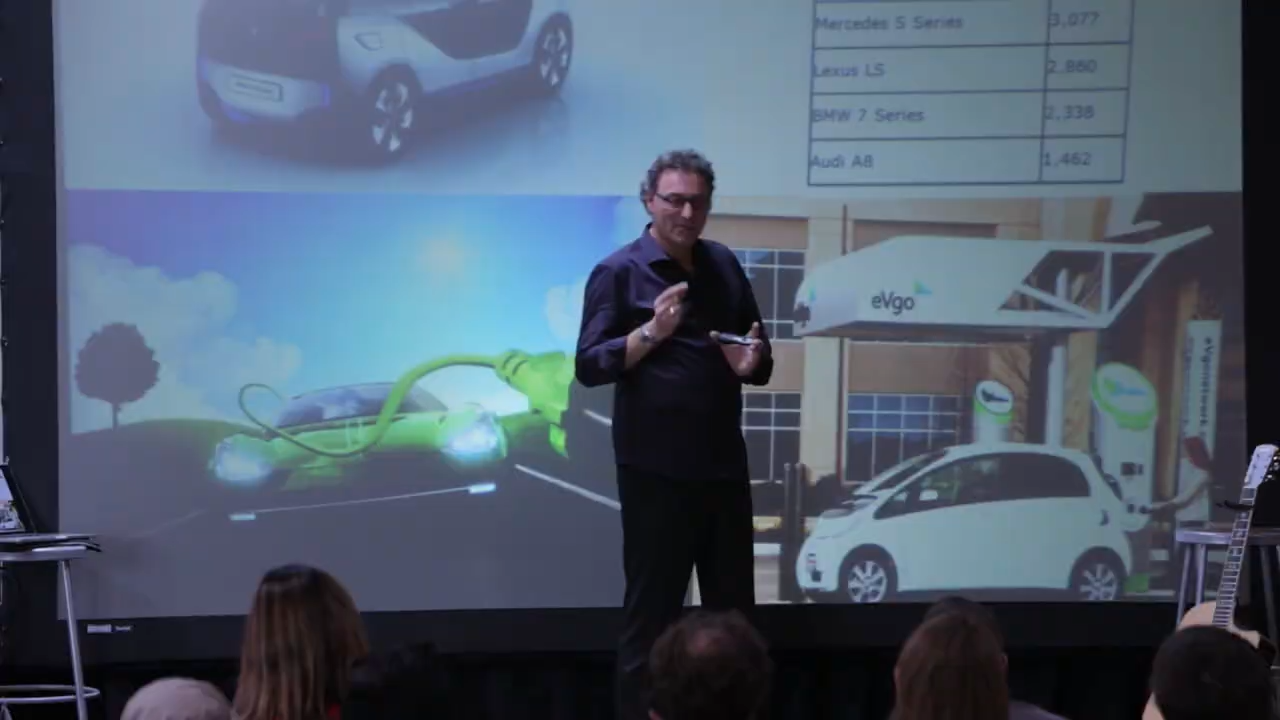 Mercedes S Series 3,077
Lexus LS 2,860
BMW 7 Series 2,338
Audi A8 1,462
eVgo